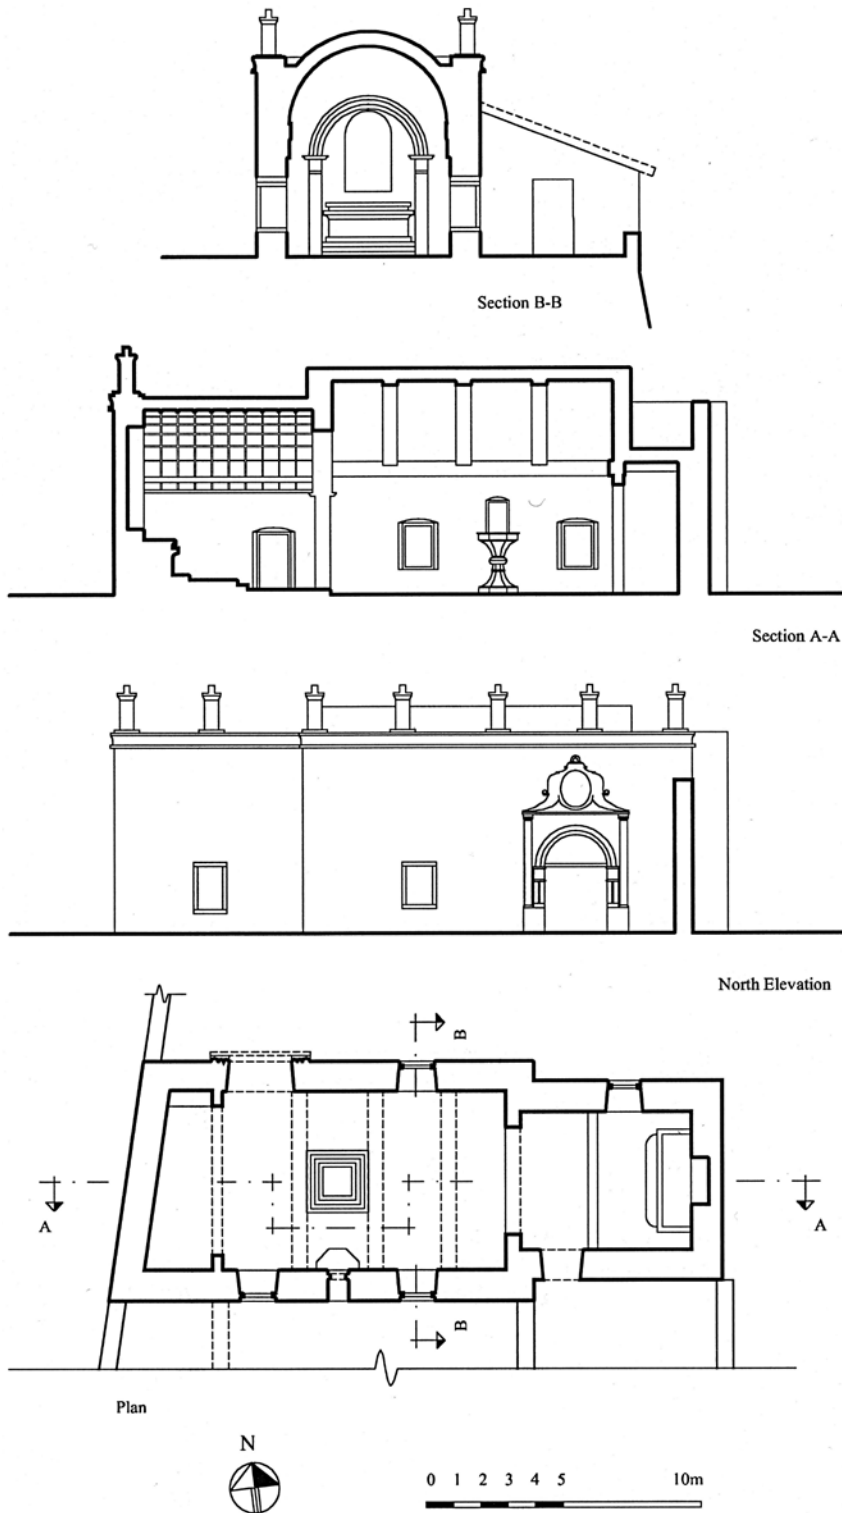 Section B-B
Section A-A
North Elevation
B
A
A
B
Plan
N
0 1 2 3 4 5 10m